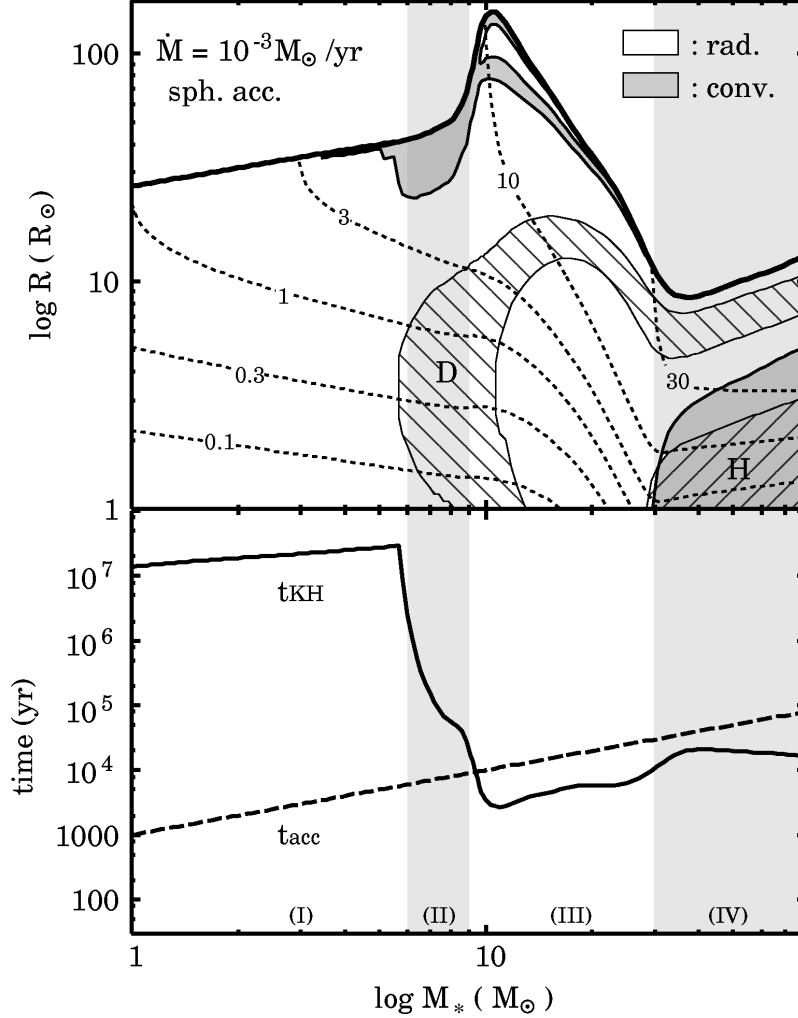 Ṁ = 10⁻³M☉ /yr
sph. acc.
: rad.
: conv.
log R ( R☉ )
100
10
1
10
3
1
0.3
0.1
30
D
H
time (yr)
10⁷
10⁶
10⁵
10⁴
1000
100
tKH
tacc
(I)
(II)
(III)
(IV)
1
10
log M* ( M☉ )